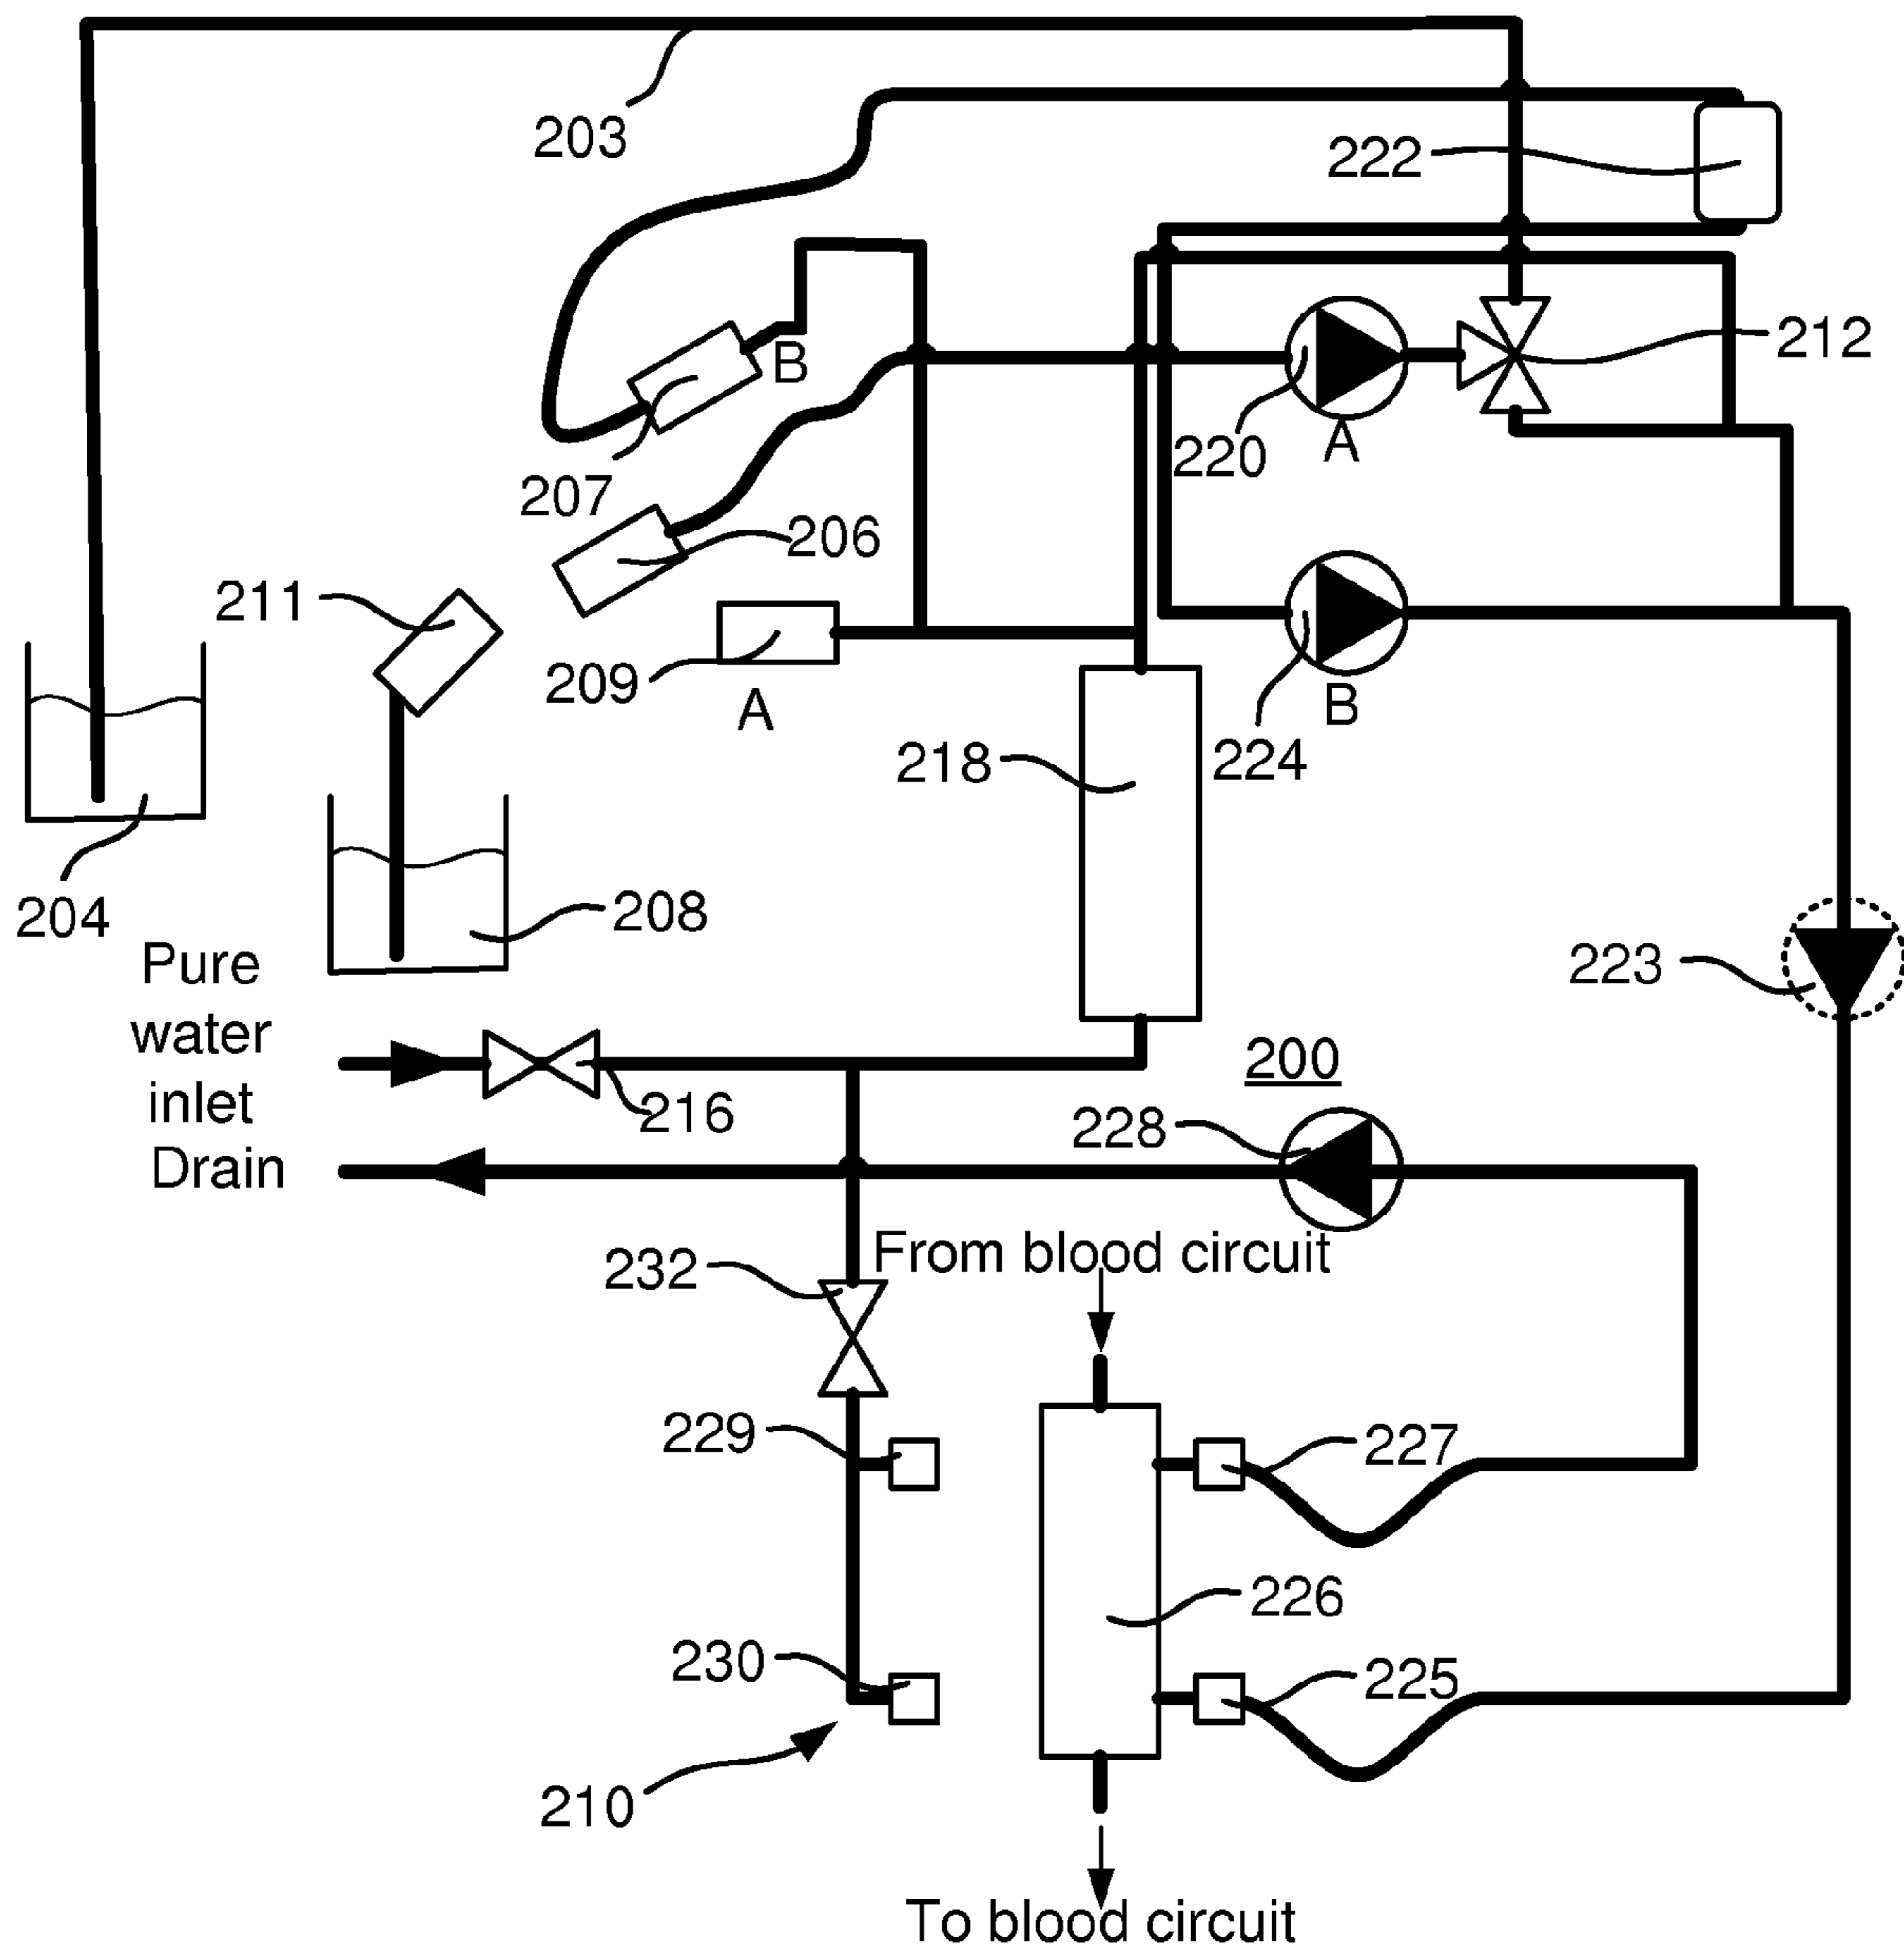 203
222
212
B
220
A
207
206
211
209
A
B
218
224
204
208
Pure
water
inlet
223
200
216
228
Drain
From blood circuit
232
229
227
226
230
225
210
To blood circuit